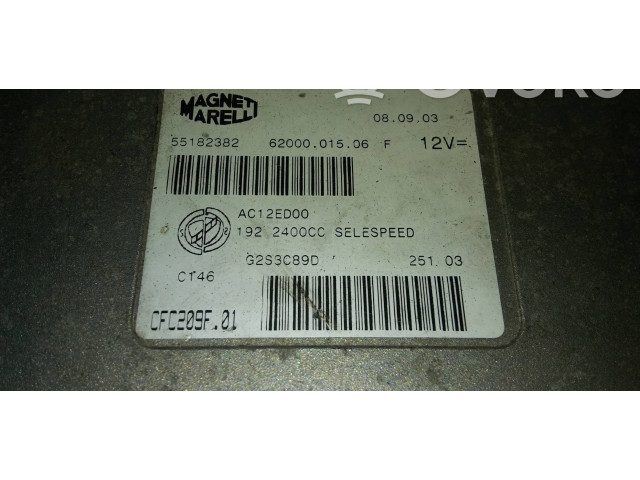 MAGNETI MARELLI
08.09.03
55182382 62000.015.06 F 12V=
AC12ED00
192 2400CC SELESPEED
G2S3C89D 251.03
CT46
CFC209F.01